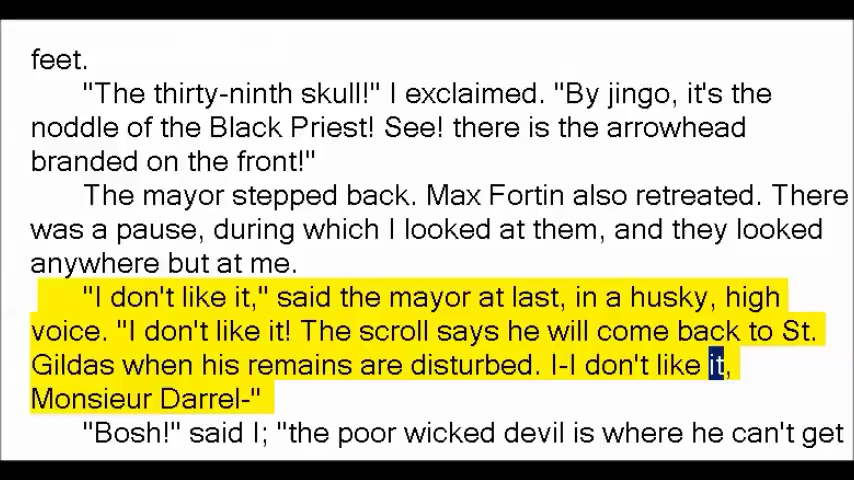 feet.
"The thirty-ninth skull!" I exclaimed. "By jingo, it's the
noddle of the Black Priest! See! there is the arrowhead
branded on the front!"
The mayor stepped back. Max Fortin also retreated. There
was a pause, during which I looked at them, and they looked
anywhere but at me.
"I don't like it," said the mayor at last, in a husky, high
voice. "I don't like it! The scroll says he will come back to St.
Gildas when his remains are disturbed. I-I don't like it,
Monsieur Darrel-"
"Bosh!" said I; "the poor wicked devil is where he can't get